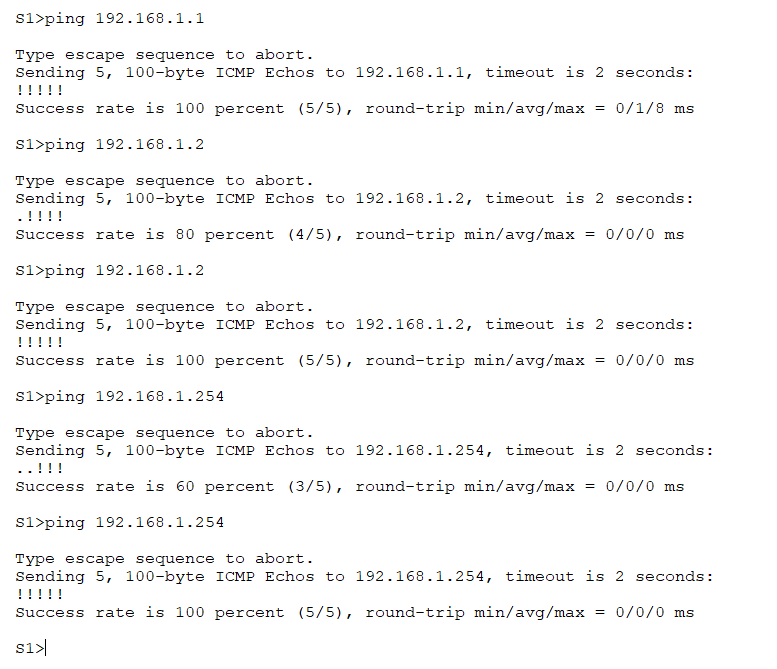 S1>ping 192.168.1.1
Type escape sequence to abort.
Sending 5, 100-byte ICMP Echos to 192.168.1.1, timeout is 2 seconds:
!!!!!
Success rate is 100 percent (5/5), round-trip min/avg/max = 0/1/8 ms
S1>ping 192.168.1.2
Type escape sequence to abort.
Sending 5, 100-byte ICMP Echos to 192.168.1.2, timeout is 2 seconds:
.!!!!
Success rate is 80 percent (4/5), round-trip min/avg/max = 0/0/0 ms
S1>ping 192.168.1.2
Type escape sequence to abort.
Sending 5, 100-byte ICMP Echos to 192.168.1.2, timeout is 2 seconds:
!!!!!
Success rate is 100 percent (5/5), round-trip min/avg/max = 0/0/0 ms
S1>ping 192.168.1.254
Type escape sequence to abort.
Sending 5, 100-byte ICMP Echos to 192.168.1.254, timeout is 2 seconds:
..!!!
Success rate is 60 percent (3/5), round-trip min/avg/max = 0/0/0 ms
S1>ping 192.168.1.254
Type escape sequence to abort.
Sending 5, 100-byte ICMP Echos to 192.168.1.254, timeout is 2 seconds:
!!!!!
Success rate is 100 percent (5/5), round-trip min/avg/max = 0/0/0 ms
S1>